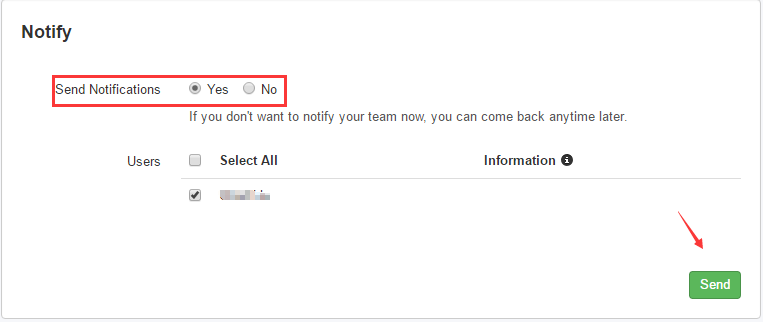 Notify
Send Notifications Yes No
If you don't want to notify your team now, you can come back anytime later.
Users Select All Information
Send